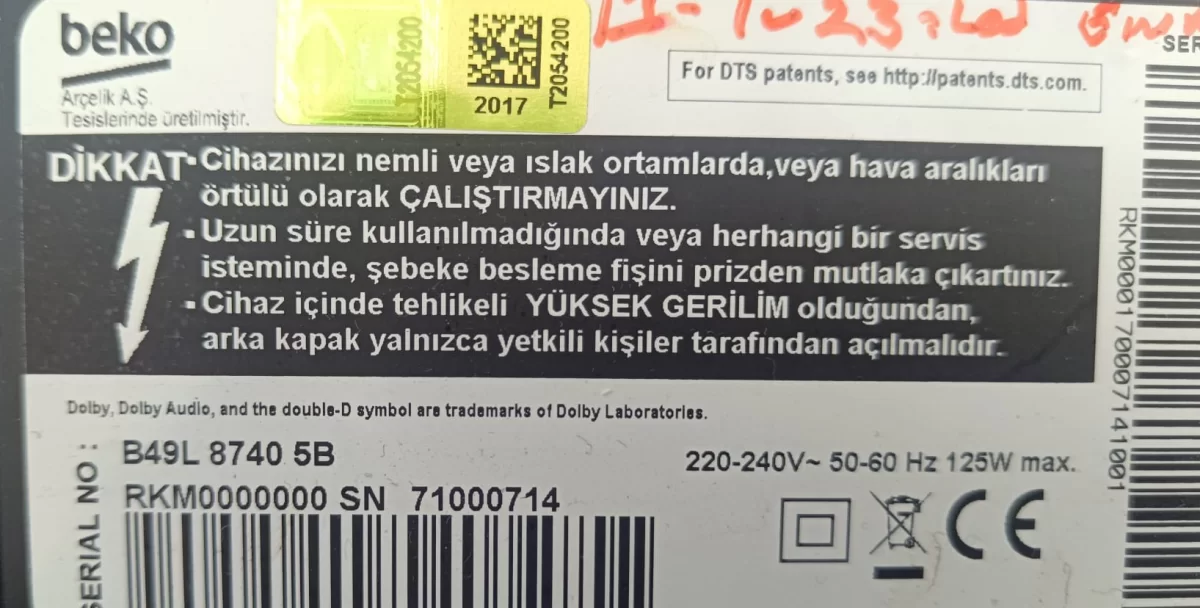 beko
Arçelik A.Ş.
Tesislerinde üretilmiştir.
T2054200
2017
T2054200
SER
For DTS patents, see http://patents.dts.com.
DİKKAT
▪Cihazınızı nemli veya ıslak ortamlarda,veya hava aralıkları
örtülü olarak ÇALIŞTIRMAYINIZ.
▪Uzun süre kullanılmadığında veya herhangi bir servis
isteminde, şebeke besleme fişini prizden mutlaka çıkartınız.
▪Cihaz içinde tehlikeli YÜKSEK GERİLİM olduğundan,
arka kapak yalnızca yetkili kişiler tarafından açılmalıdır.
RKM000170007141001
Dolby, Dolby Audio, and the double-D symbol are trademarks of Dolby Laboratories.
SERIAL NO :
B49L 8740 5B
220-240V~ 50-60 Hz 125W max.
RKM0000000 SN 71000714
CE